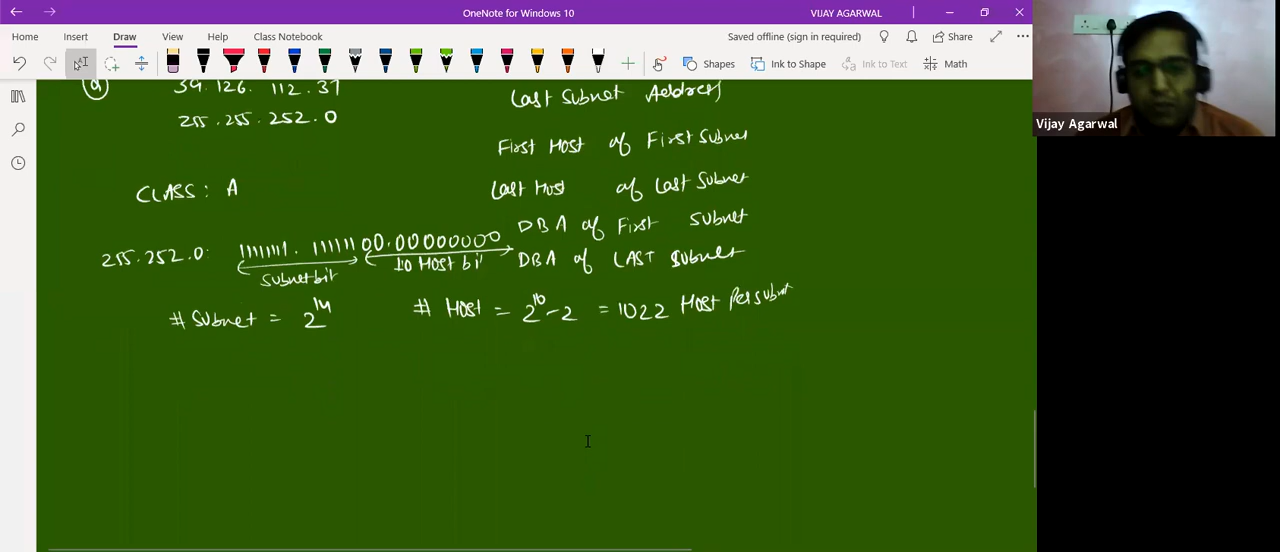 OneNote for Windows 10
VIJAY AGARWAL
Home Insert Draw View Help Class Notebook
Saved offline (sign in required) Share
Shapes Ink to Shape Ink to Text Math
(a) 39.126.112.37
255.255.252.0
Last Subnet Address
First Host of First Subnet
CLASS: A
Last Host of Last Subnet
DBA of First Subnet
255.252.0. 11111111.11111100.00000000
Subnet bit
10 Host bit
DBA of LAST Subnet
# Subnet = 2^14
# Host = 2^10-2 = 1022 Host Per subnet
Vijay Agarwal